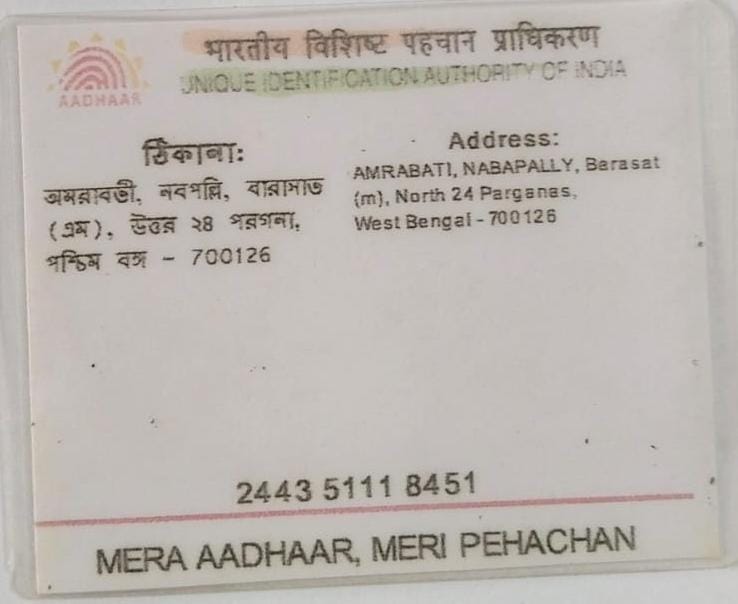 भारतीय विशिष्ट पहचान प्राधिकरण
UNIQUE IDENTIFICATION AUTHORITY OF INDIA
AADHAAR
ঠিকানা:
অমরাবতী, নবপল্লি, বারাসাত
(এম), উত্তর ২৪ পরগনা,
পশ্চিম বঙ্গ - 700126
Address:
AMRABATI, NABAPALLY, Barasat
(m), North 24 Parganas,
West Bengal - 700126
2443 5111 8451
MERA AADHAAR, MERI PEHACHAN